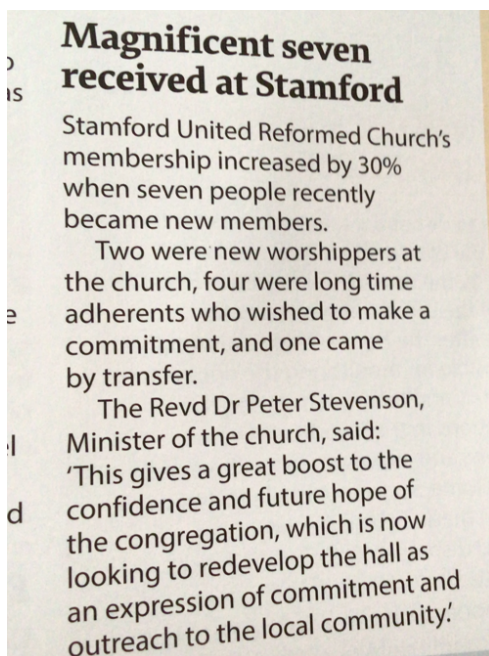 Magnificent seven
received at Stamford
Stamford United Reformed Church's
membership increased by 30%
when seven people recently
became new members.
Two were new worshippers at
the church, four were long time
adherents who wished to make a
commitment, and one came
by transfer.
The Revd Dr Peter Stevenson,
Minister of the church, said:
'This gives a great boost to the
confidence and future hope of
the congregation, which is now
looking to redevelop the hall as
an expression of commitment and
outreach to the local community.'